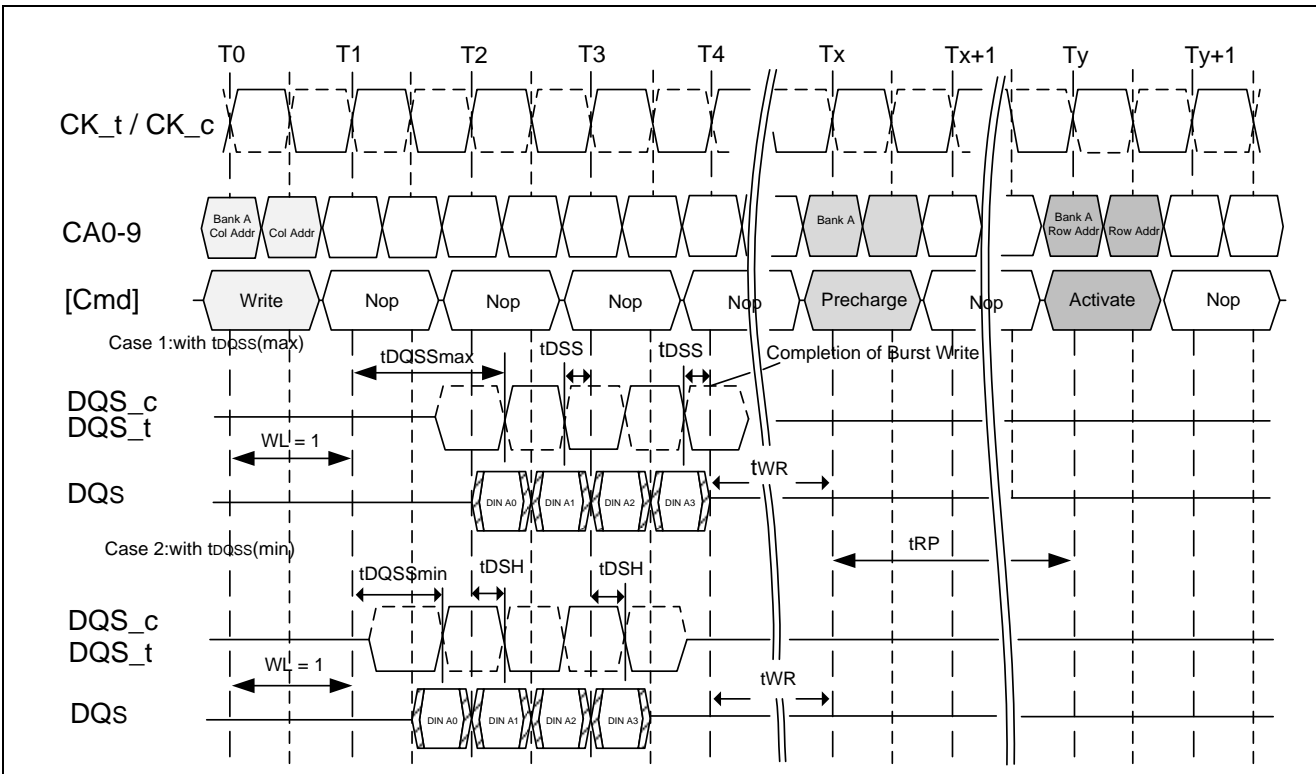 T0 T1 T2 T3 T4 Tx Tx+1 Ty Ty+1
CK_t / CK_c
CA0-9
Bank A
Col Addr
Col Addr
Bank A
Bank A
Row Addr
Row Addr
[Cmd]
Write
Nop
Nop
Nop
Nop
Precharge
Nop
Activate
Nop
Case 1:with tDQSS(max)
tDQSSmax
tDSS
tDSS
Completion of Burst Write
DQS_c
DQS_t
WL = 1
tWR
DQs
DIN A0
DIN A1
DIN A2
DIN A3
Case 2:with tDQSS(min)
tRP
tDQSSmin
tDSH
tDSH
DQS_c
DQS_t
WL = 1
tWR
DQs
DIN A0
DIN A1
DIN A2
DIN A3